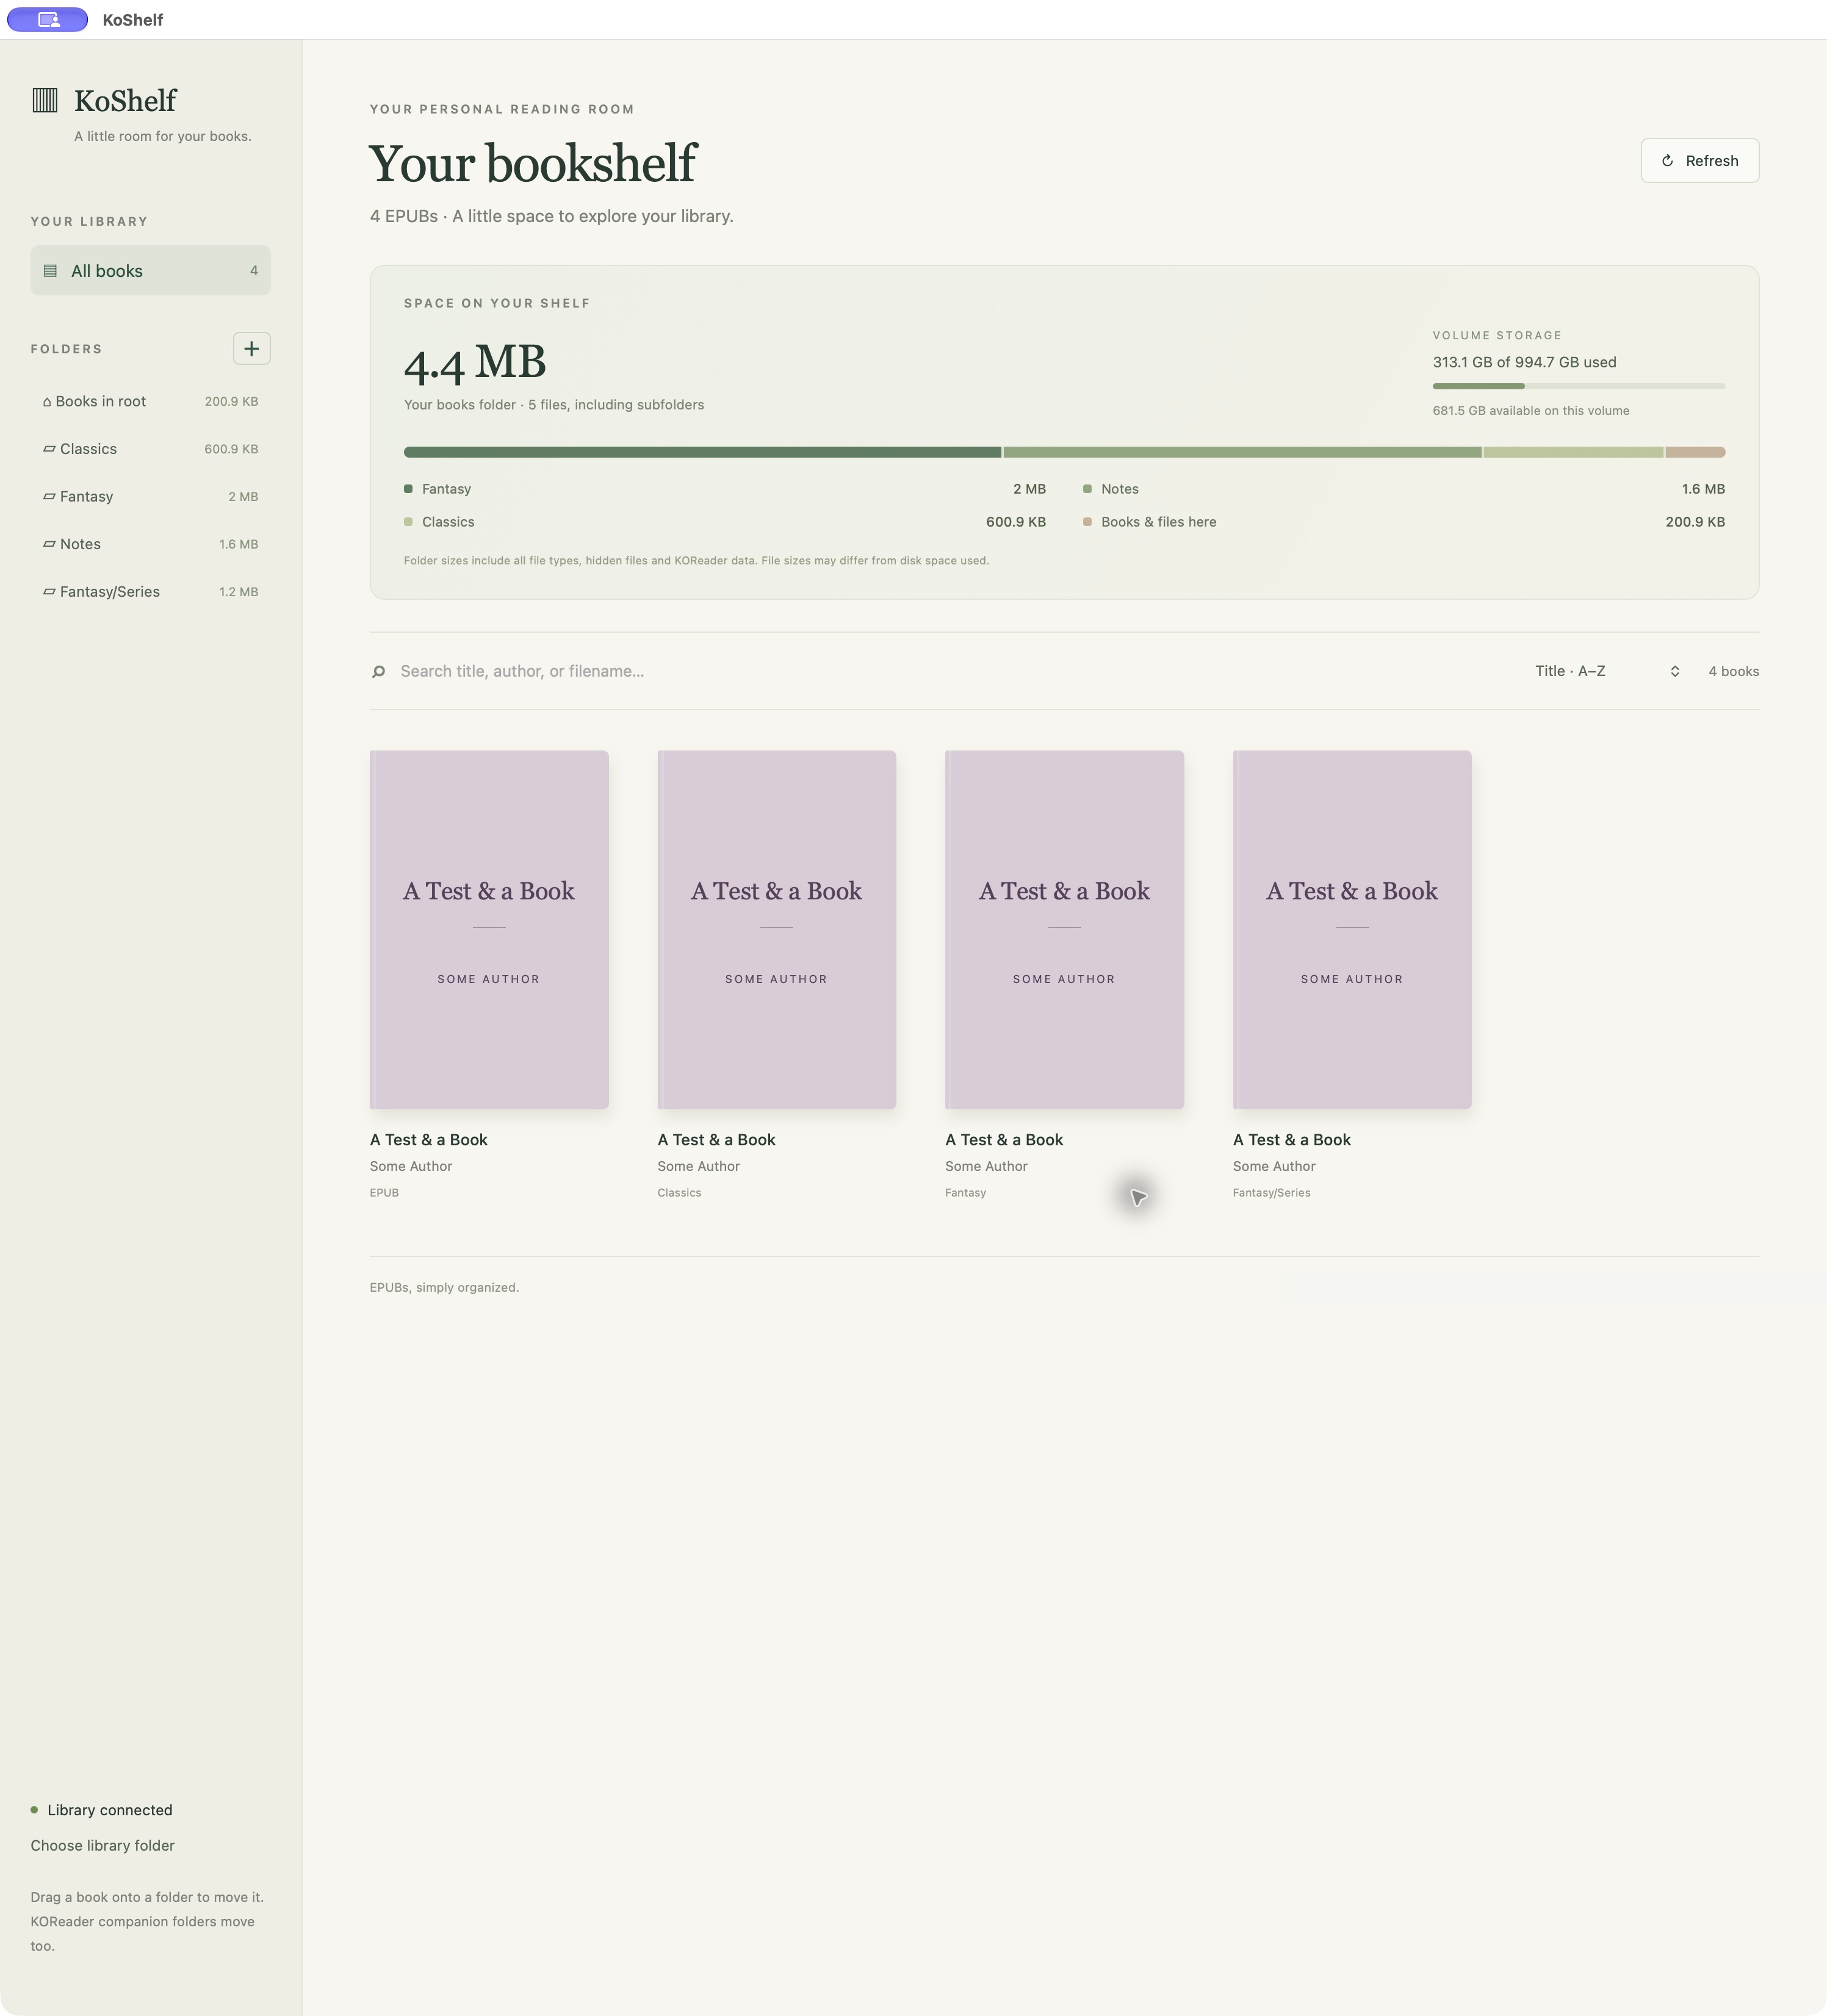 KoShelf
KoShelf
A little room for your books.
YOUR LIBRARY
All books 4
FOLDERS +
Books in root 200.9 KB
Classics 600.9 KB
Fantasy 2 MB
Notes 1.6 MB
Fantasy/Series 1.2 MB
Library connected
Choose library folder
Drag a book onto a folder to move it.
KOReader companion folders move
too.
YOUR PERSONAL READING ROOM
Your bookshelf
Refresh
4 EPUBs · A little space to explore your library.
SPACE ON YOUR SHELF
4.4 MB
Your books folder · 5 files, including subfolders
VOLUME STORAGE
313.1 GB of 994.7 GB used
681.5 GB available on this volume
Fantasy 2 MB
Notes 1.6 MB
Classics 600.9 KB
Books & files here 200.9 KB
Folder sizes include all file types, hidden files and KOReader data. File sizes may differ from disk space used.
Search title, author, or filename...
Title · A–Z
4 books
A Test & a Book
SOME AUTHOR
A Test & a Book
Some Author
EPUB
A Test & a Book
SOME AUTHOR
A Test & a Book
Some Author
Classics
A Test & a Book
SOME AUTHOR
A Test & a Book
Some Author
Fantasy
A Test & a Book
SOME AUTHOR
A Test & a Book
Some Author
Fantasy/Series
EPUBs, simply organized.